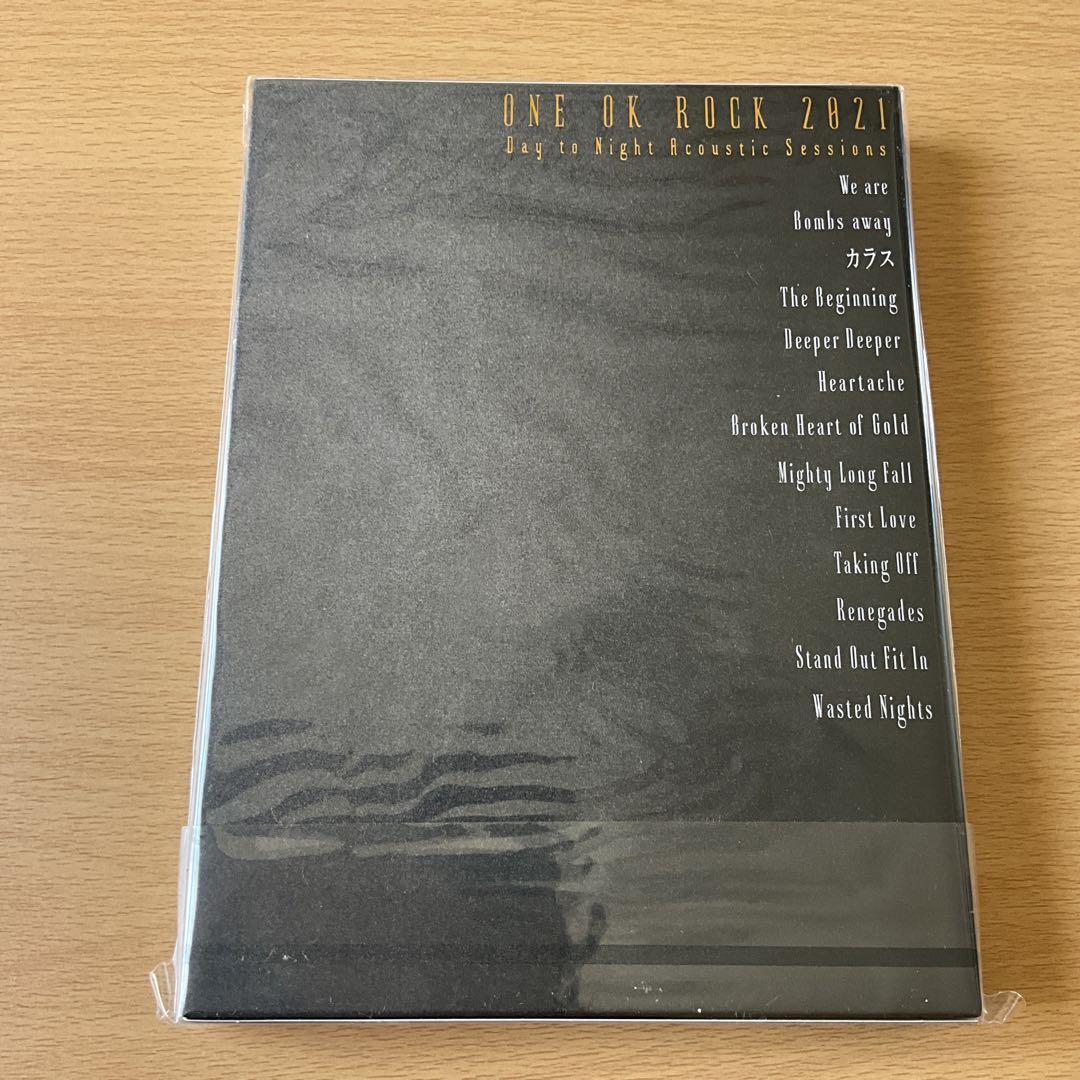 ONE OK ROCK 2021
Day to Night Acoustic Sessions
We are
Bombs away
カラス
The Beginning
Deeper Deeper
Heartache
Broken Heart of Gold
Mighty Long Fall
First Love
Taking Off
Renegades
Stand Out Fit In
Wasted Nights